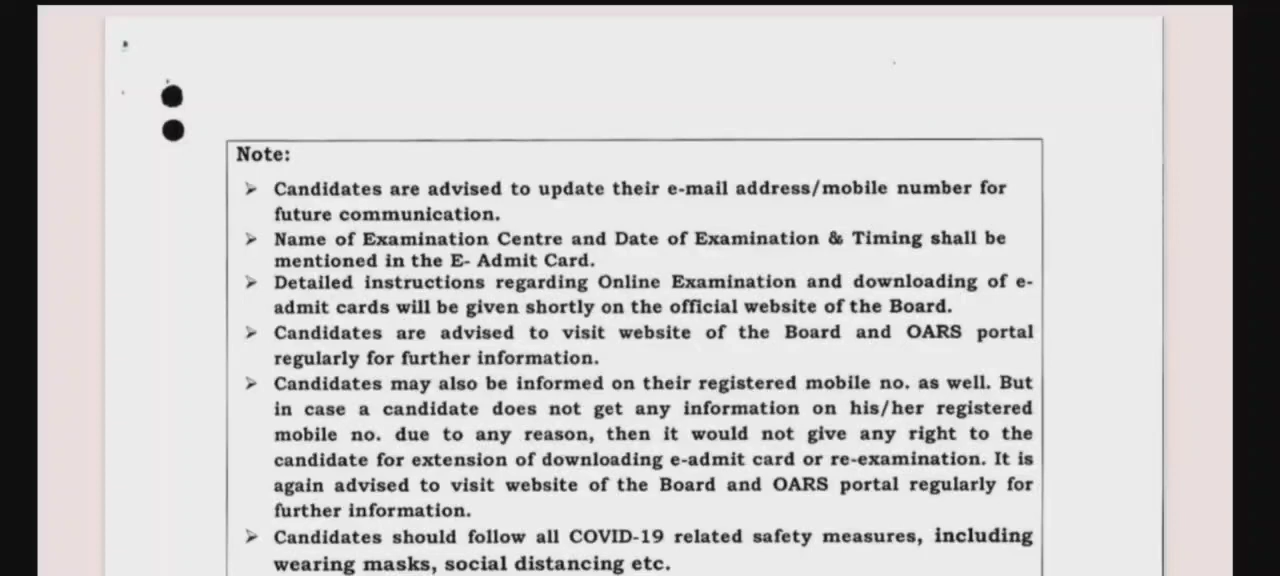 Note:
➢ Candidates are advised to update their e-mail address/mobile number for
future communication.
➢ Name of Examination Centre and Date of Examination & Timing shall be
mentioned in the E- Admit Card.
➢ Detailed instructions regarding Online Examination and downloading of e-
admit cards will be given shortly on the official website of the Board.
➢ Candidates are advised to visit website of the Board and OARS portal
regularly for further information.
➢ Candidates may also be informed on their registered mobile no. as well. But
in case a candidate does not get any information on his/her registered
mobile no. due to any reason, then it would not give any right to the
candidate for extension of downloading e-admit card or re-examination. It is
again advised to visit website of the Board and OARS portal regularly for
further information.
➢ Candidates should follow all COVID-19 related safety measures, including
wearing masks, social distancing etc.